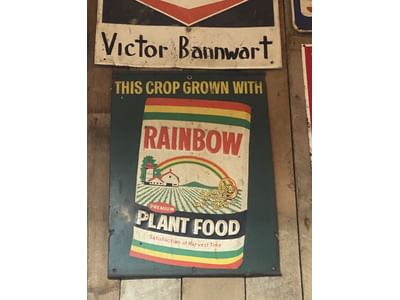 Victor Bannwart
THIS CROP GROWN WITH
RAINBOW
PREMIUM
PLANT FOOD
Satisfaction at Harvest Time